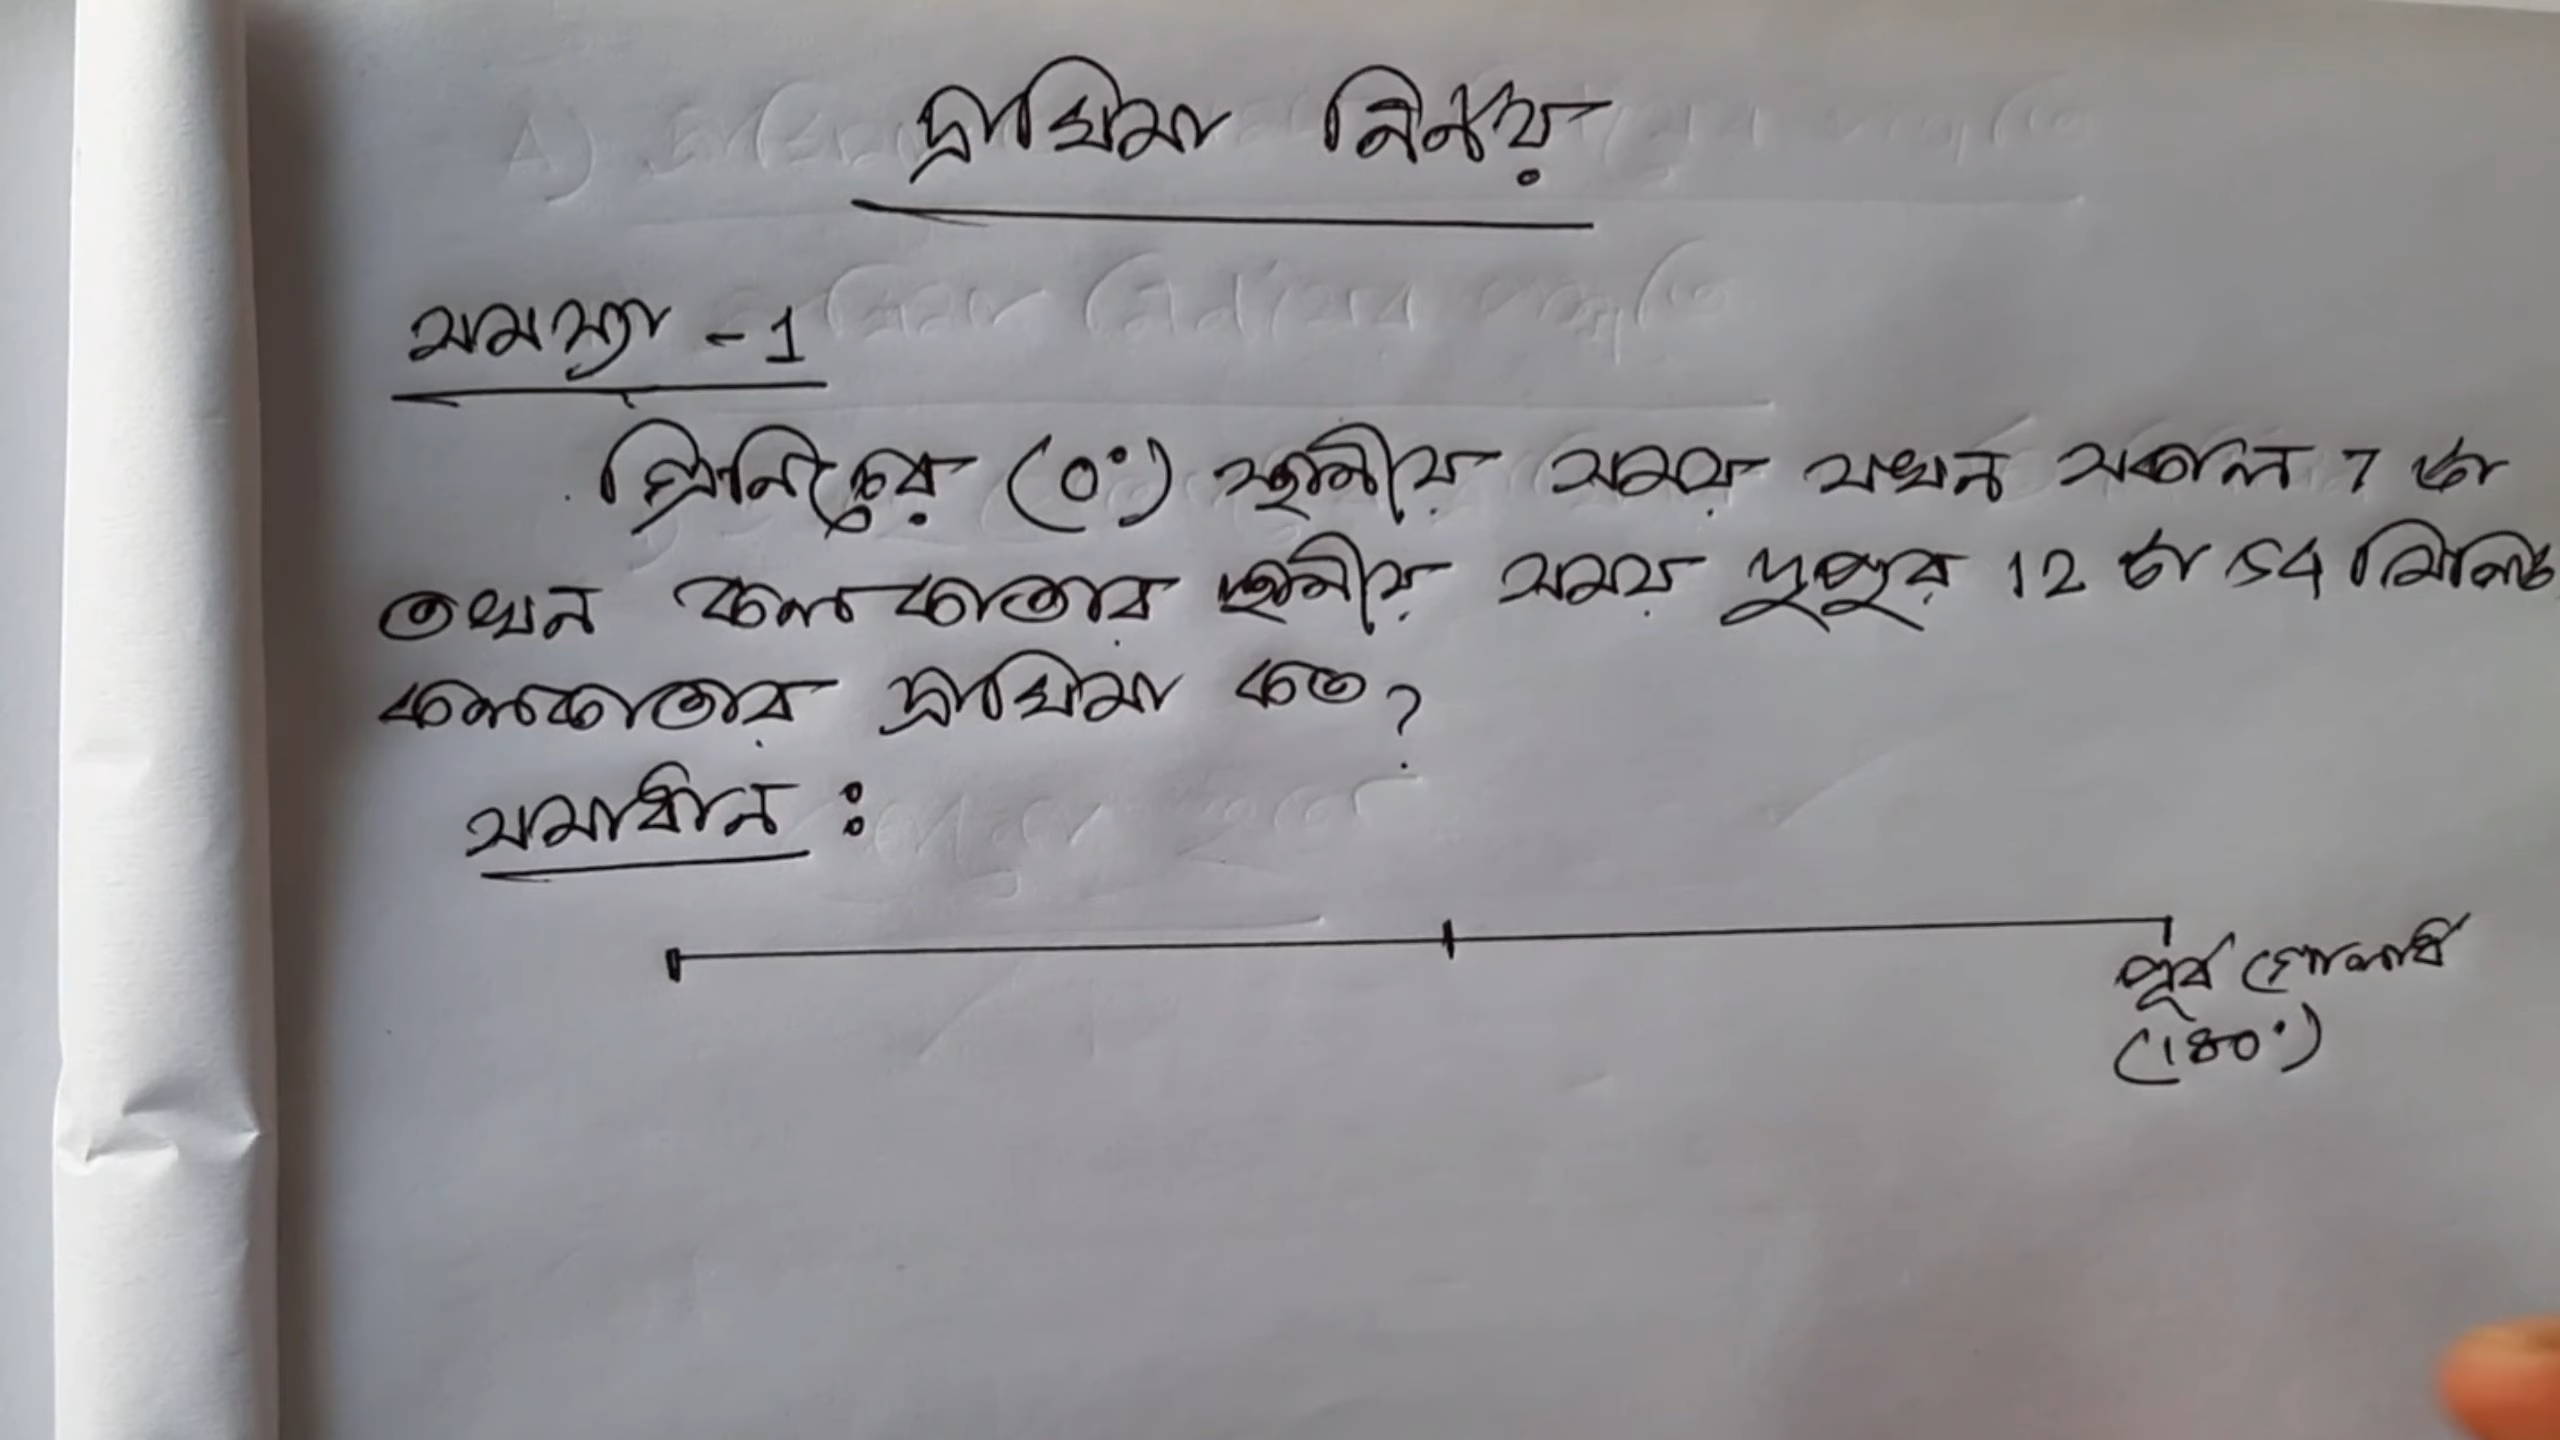 দ্রাঘিমা নির্ণয়
সমস্যা - 1
গ্রিনিচের (0°) স্থানীয় সময় যখন সকাল 7 টা
তখন কলকাতার স্থানীয় সময় দুপুর 12 টা 54 মিনিট
কলকাতার দ্রাঘিমা কত?
সমাধান :
পূর্ব গোলার্ধ
(180°)